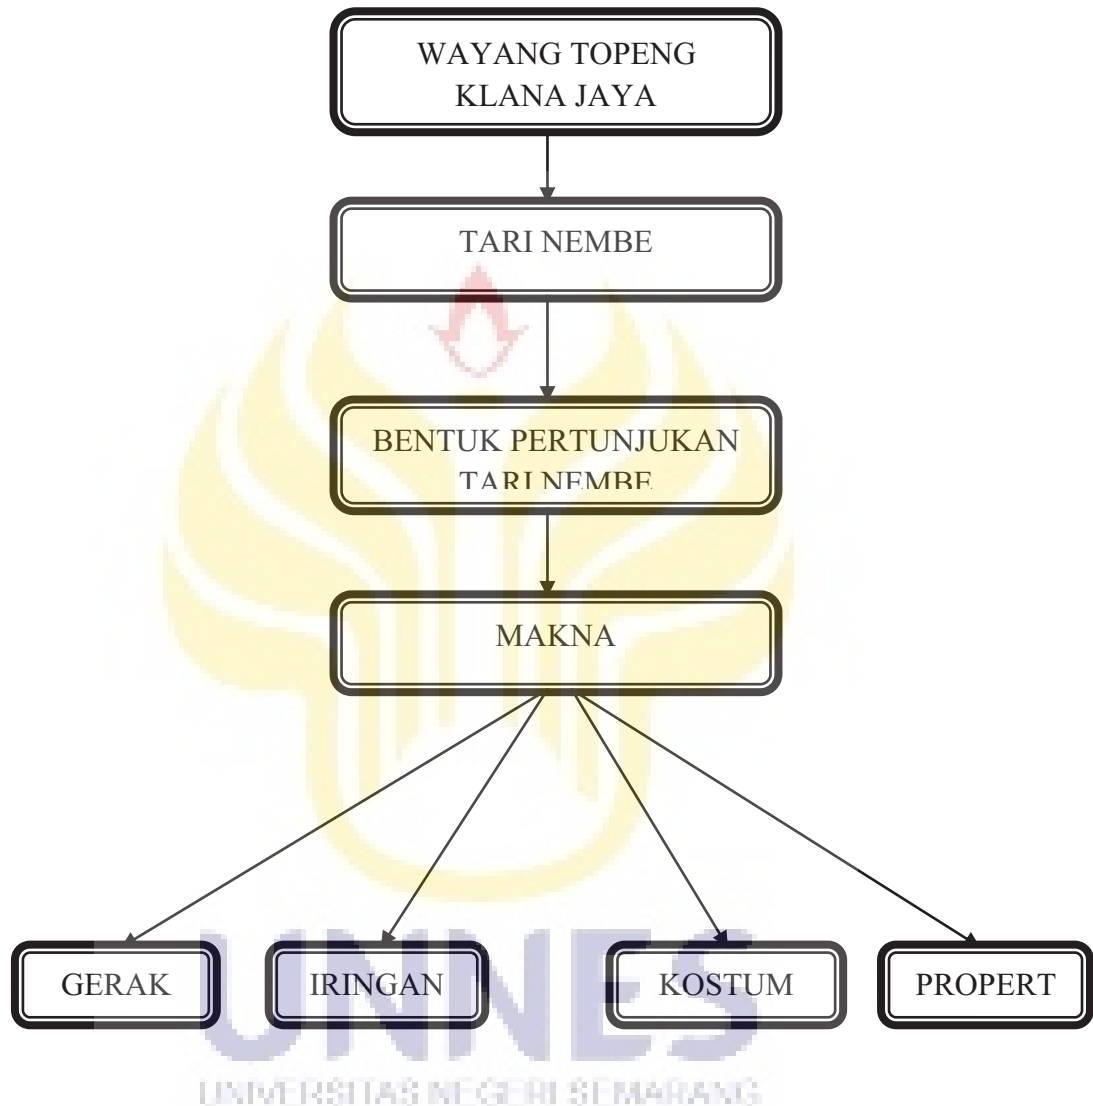 WAYANG TOPENG
KLANA JAYA
TARI NEMBE
BENTUK PERTUNJUKAN
TARI NEMBE
MAKNA
GERAK
IRINGAN
KOSTUM
PROPERT
UNNES
UNIVERSITAS NEGERI SEMARANG